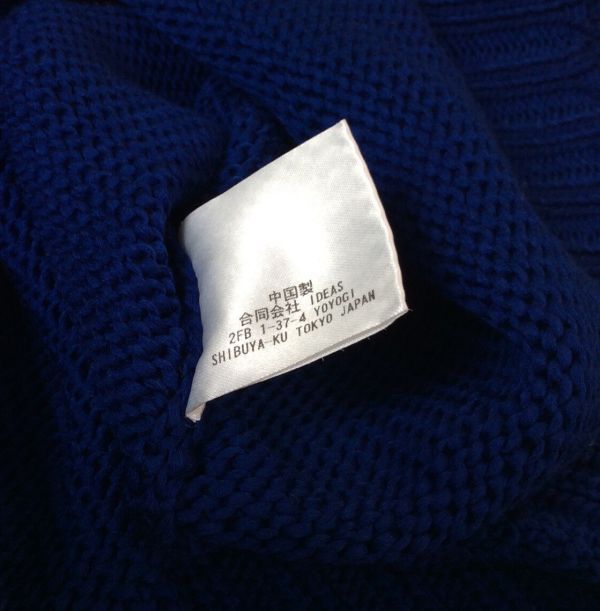 中国製
合同会社 IDEAS
2FB 1-37-4 YOYOGI
SHIBUYA-KU TOKYO JAPAN